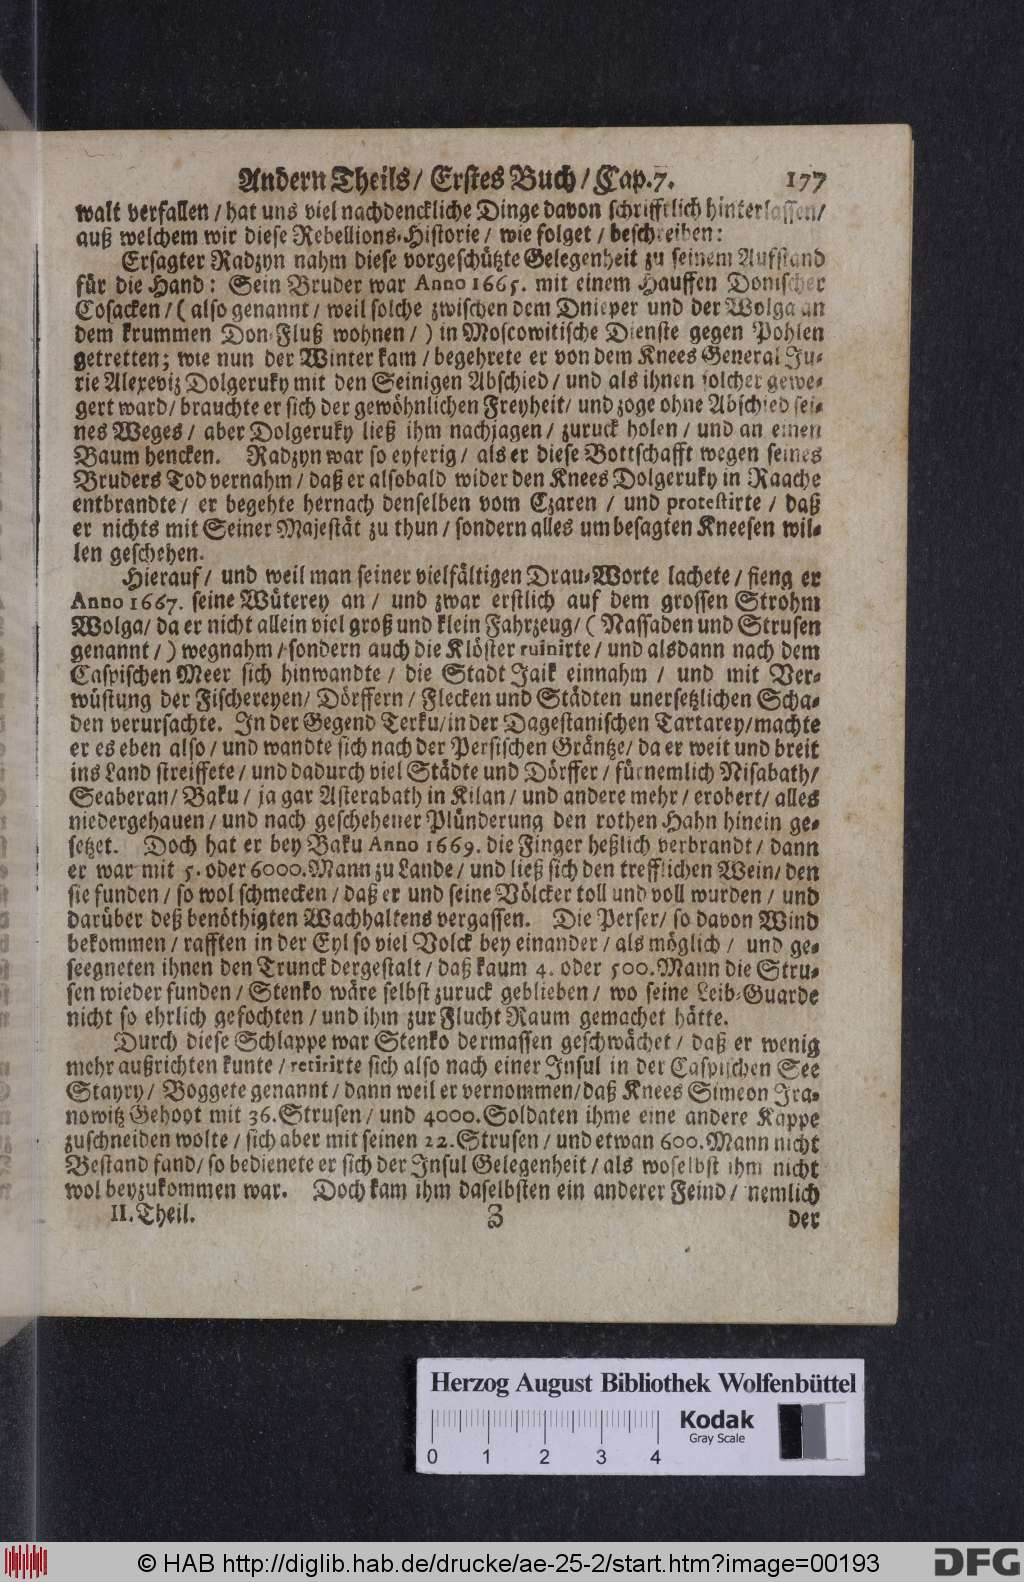 Andern Theils/ Erstes Buch/ Cap. 7. 177
walt verfallen / hat uns viel nachdenckliche Dinge davon schrifftlich hinterlassen/
auß welchem wir diese Rebellions-Historie / wie folget / beschreiben:
Ersagter Radzyn nahm diese vorgeschützte Gelegenheit zu seinem Aufstand
für die Hand: Sein Bruder war Anno 1665. mit einem Hauffen Donischer
Cosacken / ( also genannt / weil solche zwischen dem Dnieper und der Wolga an
dem krummen Don-Fluß wohnen / ) in Moscowitische Dienste gegen Pohlen
getretten; wie nun der Winter kam / begehrete er von dem Knees General Ju-
rie Alexeviz Dolgeruky mit den Seinigen Abschied / und als ihnen solcher gewe-
gert ward / brauchte er sich der gewöhnlichen Freyheit / und zoge ohne Abschied sei-
nes Weges / aber Dolgeruky ließ ihm nachjagen / zuruck holen / und an einen
Baum hencken. Radzyn war so eyferig / als er diese Bottschafft wegen seines
Bruders Tod vernahm / daß er alsobald wider den Knees Dolgeruky in Raache
entbrandte / er begehte hernach denselben vom Czaren / und protestirte / daß
er nichts mit Seiner Majestät zu thun / sondern alles um besagten Kneesen wil-
len geschehen.
Hierauf / und weil man seiner vielfältigen Drau-Worte lachete / fieng er
Anno 1667. seine Wüterey an / und zwar erstlich auf dem grossen Strohm
Wolga / da er nicht allein viel groß und klein Fahrzeug / ( Nassaden und Strusen
genannt / ) wegnahm / sondern auch die Klöster ruinirte / und alsdann nach dem
Caspischen Meer sich hinwandte / die Stadt Jaik einnahm / und mit Ver-
wüstung der Fischereyen / Dörffern / Flecken und Städten unersetzlichen Scha-
den verursachte. In der Gegend Terku / in der Dagestanischen Tartarey / machte
er es eben also / und wandte sich nach der Persischen Gräntze / da er weit und breit
ins Land streiffete / und dadurch viel Städte und Dörffer / fürnemlich Nisabath /
Seaberan / Baku / ja gar Asterabath in Kilan / und andere mehr / erobert / alles
niedergehauen / und nach geschehener Plünderung den rothen Hahn hinein ge-
setzet. Doch hat er bey Baku Anno 1669. die Finger heßlich verbrandt / dann
er war mit 5. oder 6000. Mann zu Lande / und ließ sich den trefflichen Wein / den
sie funden / so wol schmecken / daß er und seine Völcker toll und voll wurden / und
darüber deß benöthigten Wachhaltens vergassen. Die Perser / so davon Wind
bekommen / rafften in der Eyl so viel Volck bey einander / als möglich / und ge-
seegneten ihnen den Trunck dergestalt / daß kaum 4. oder 500. Mann die Stru-
sen wieder funden / Stenko wäre selbst zuruck geblieben / wo seine Leib-Guarde
nicht so ehrlich gefochten / und ihm zur Flucht Raum gemachet hätte.
Durch diese Schlappe war Stenko dermassen geschwächet / daß er wenig
mehr außrichten kunte / retirirte sich also nach einer Insul in der Caspischen See
Stayry / Boggete genannt / dann weil er vernommen / daß Knees Simeon Jra-
nowitz Gehopt mit 36. Strusen / und 4000. Soldaten ihme eine andere Kappe
zuschneiden wolte / sich aber mit seinen 22. Strusen / und etwan 600. Mann nicht
Bestand fand / so bedienete er sich der Insul Gelegenheit / als woselbst ihm nicht
wol beyzukommen war. Doch kam ihm daselbsten ein anderer Feind / nemlich
II. Theil. Z der
Herzog August Bibliothek Wolfenbüttel
Kodak
Gray Scale
0 1 2 3 4
© HAB http://diglib.hab.de/drucke/ae-25-2/start.htm?image=00193
DFG